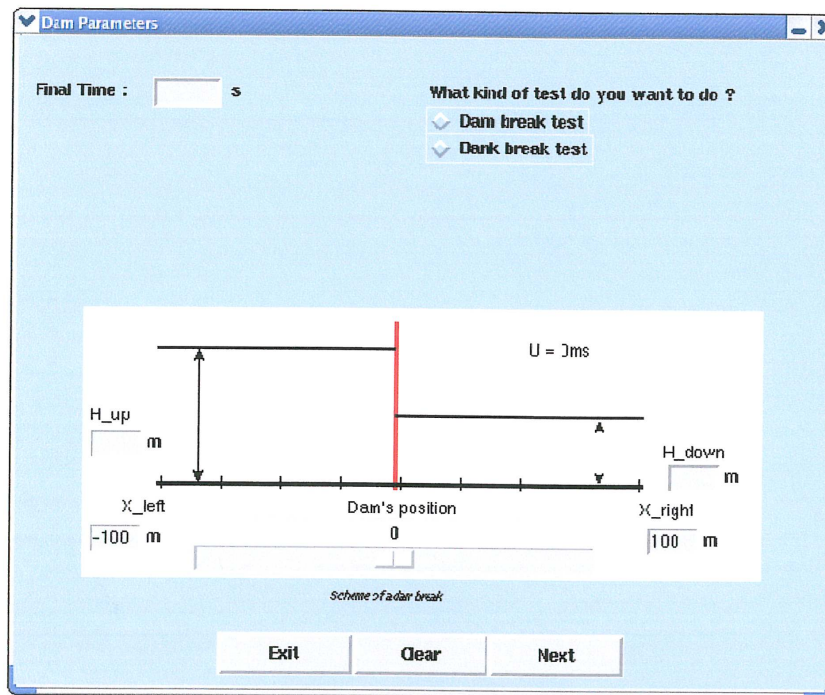 Dam Parameters
Final Time : s
What kind of test do you want to do ?
Dam break test
Dank break test
U = 0ms
H_up
m
H_down
m
X_left
Dam's position
X_right
-100 m
0
100 m
Scheme of a dam break
Exit Clear Next